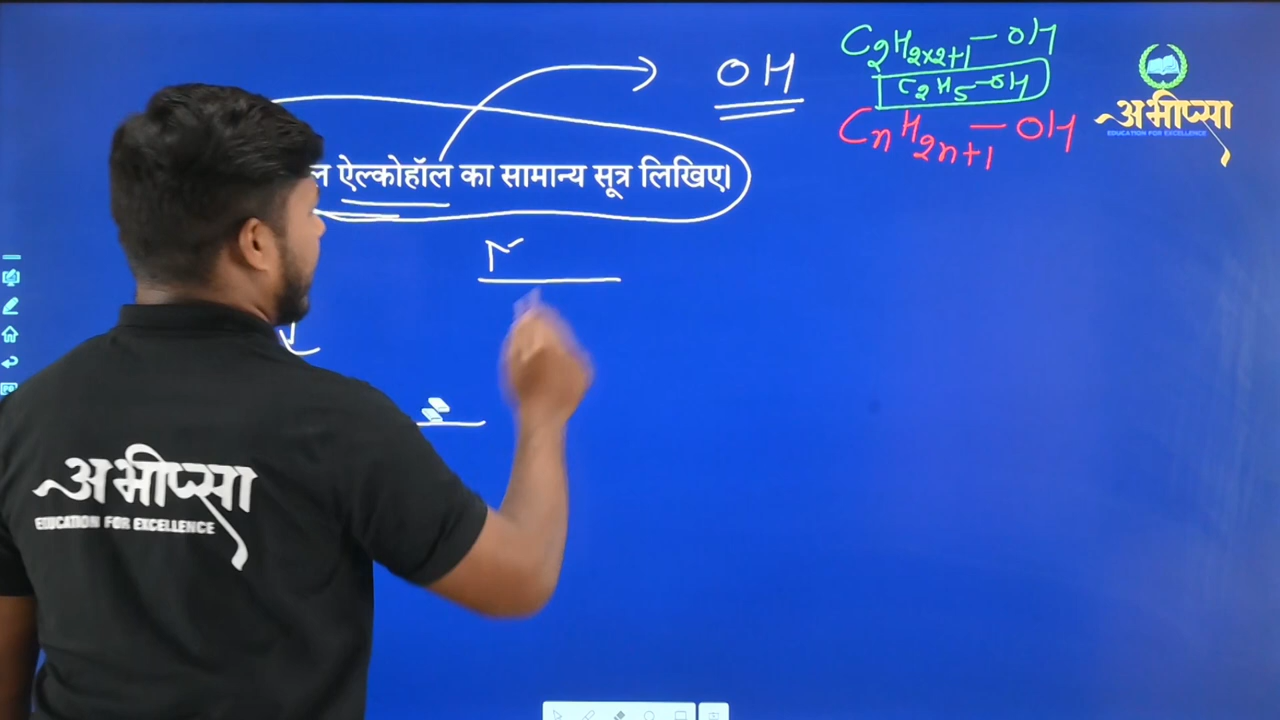 OH
C₂H₂ₓ₂₊₁-OH
C₂H₅-OH
CₙH₂ₙ₊₁-OH
अभीप्सा
EDUCATION FOR EXCELLENCE
ल ऐल्कोहॉल का सामान्य सूत्र लिखिए।
अभीप्सा
EDUCATION FOR EXCELLENCE